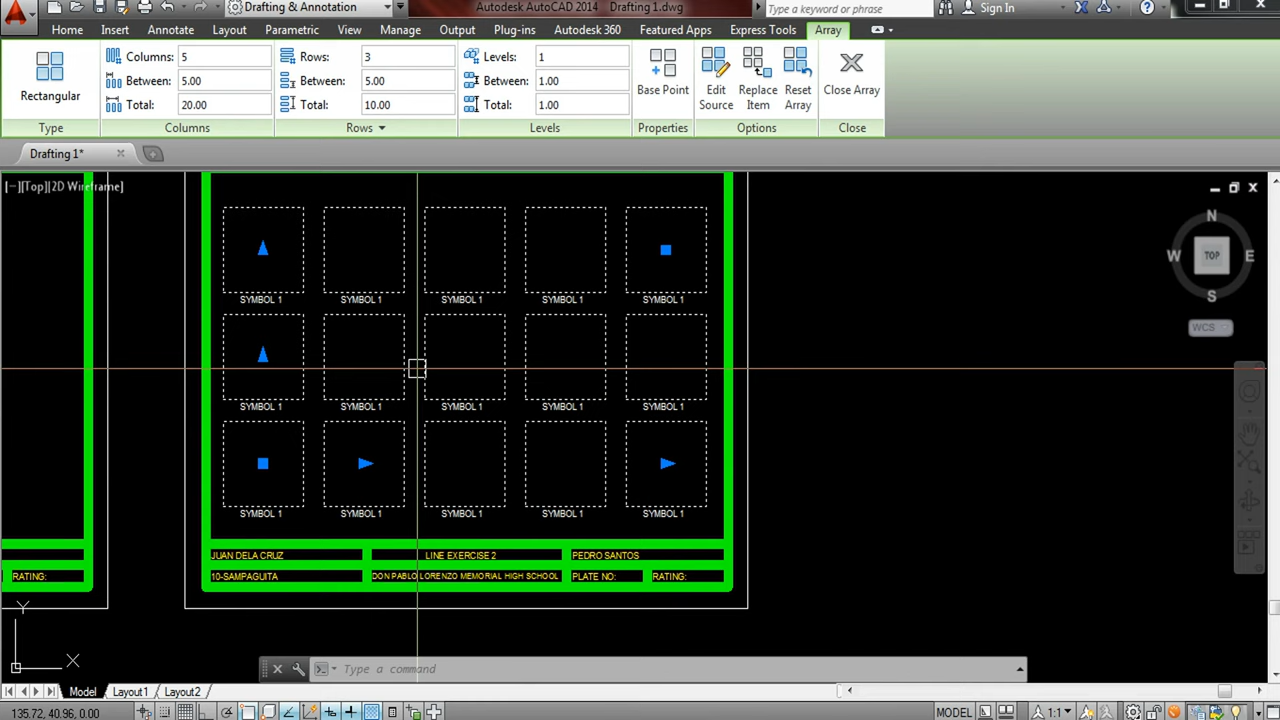 Drafting & Annotation
Autodesk AutoCAD 2014 Drafting 1.dwg
Type a keyword or phrase
Sign In
Home Insert Annotate Layout Parametric View Manage Output Plug-ins Autodesk 360 Featured Apps Express Tools Array
Columns: 5 Rows: 3 Levels: 1
Between: 5.00 Between: 5.00 Between: 1.00
Total: 20.00 Total: 10.00 Total: 1.00
Rectangular
Base Point
Edit Source
Replace Item
Reset Array
Close Array
Type Columns Rows Levels Properties Options Close
Drafting 1*
[−][Top][2D Wireframe]
N
W TOP E
S
WCS
SYMBOL 1 SYMBOL 1 SYMBOL 1 SYMBOL 1 SYMBOL 1
SYMBOL 1 SYMBOL 1 SYMBOL 1 SYMBOL 1 SYMBOL 1
SYMBOL 1 SYMBOL 1 SYMBOL 1 SYMBOL 1 SYMBOL 1
JUAN DELA CRUZ LINE EXERCISE 2 PEDRO SANTOS
RATING: 10-SAMPAGUITA DON PABLO LORENZO MEMORIAL HIGH SCHOOL PLATE NO: RATING:
Y
X
Type a command
Model Layout1 Layout2
135.72, 40.96, 0.00 MODEL 1:1